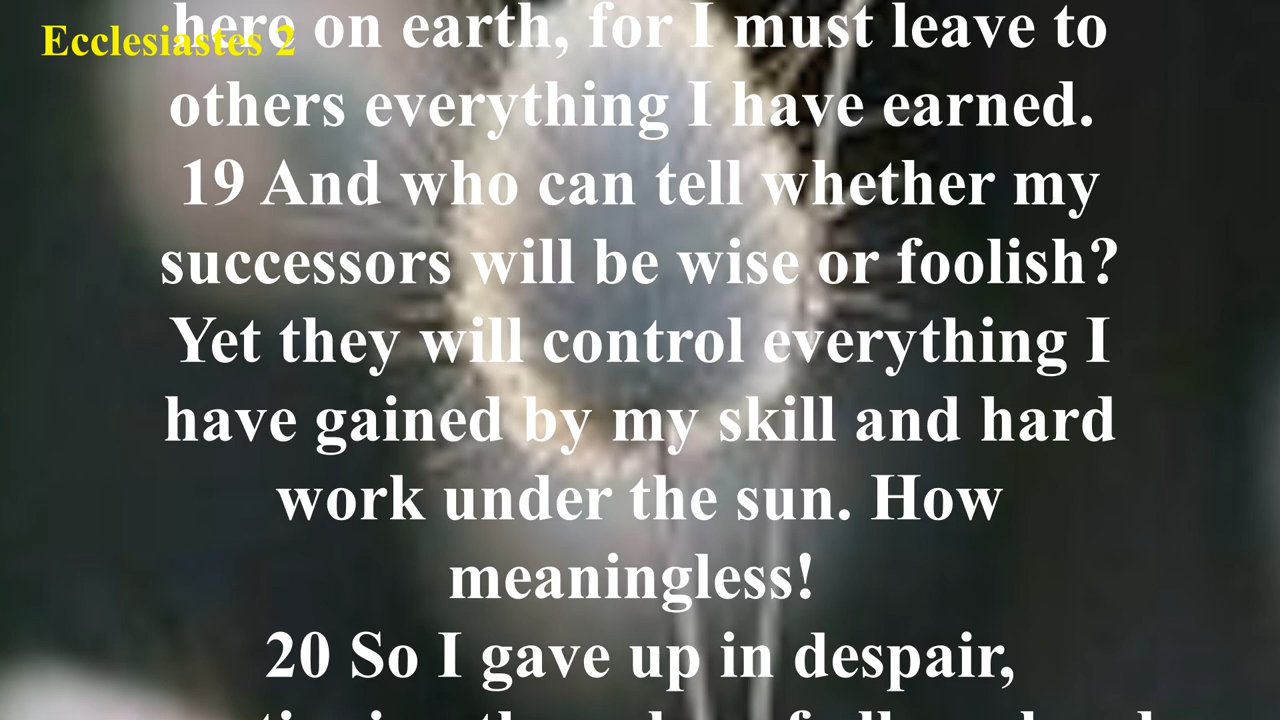 Ecclesiastes 2
here on earth, for I must leave to
others everything I have earned.
19 And who can tell whether my
successors will be wise or foolish?
Yet they will control everything I
have gained by my skill and hard
work under the sun. How
meaningless!
20 So I gave up in despair,